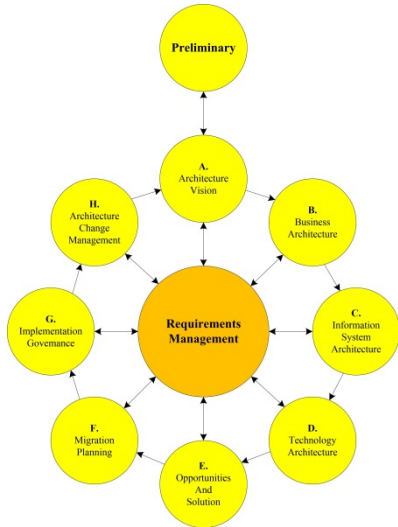 Preliminary
A.
Architecture
Vision
B.
Business
Architecture
C.
Information
System
Architecture
D.
Technology
Architecture
E.
Opportunities
And
Solution
F.
Migration
Planning
G.
Implementation
Govenance
H.
Architecture
Change
Management
Requirements
Management